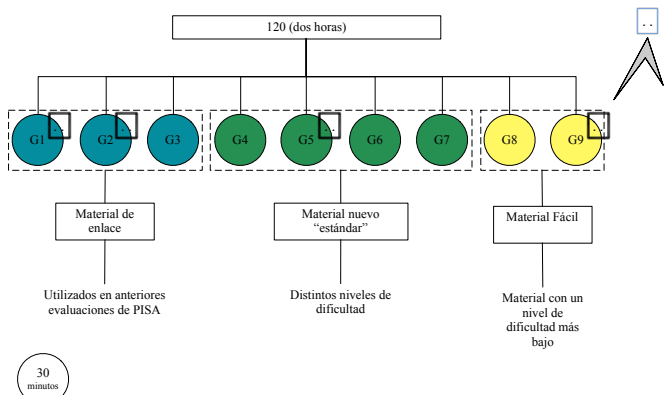 120 (dos horas)
. .
G1
. .
G2
. .
G3
G4
G5
. .
G6
G7
G8
G9
. .
Material de
enlace
Material nuevo
“estándar”
Material Fácil
Utilizados en anteriores
evaluaciones de PISA
Distintos niveles de
dificultad
Material con un
nivel de
dificultad más
bajo
30
minutos